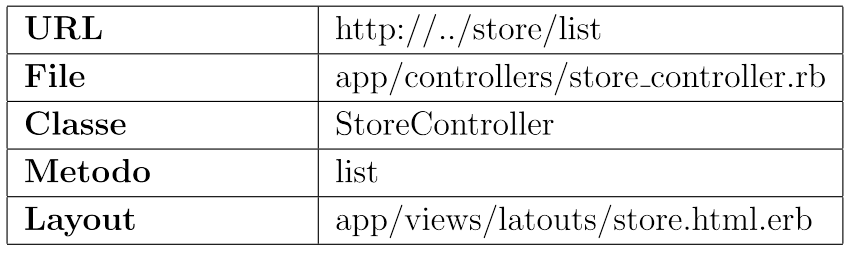 URL http://../store/list
File app/controllers/store_controller.rb
Classe StoreController
Metodo list
Layout app/views/latouts/store.html.erb